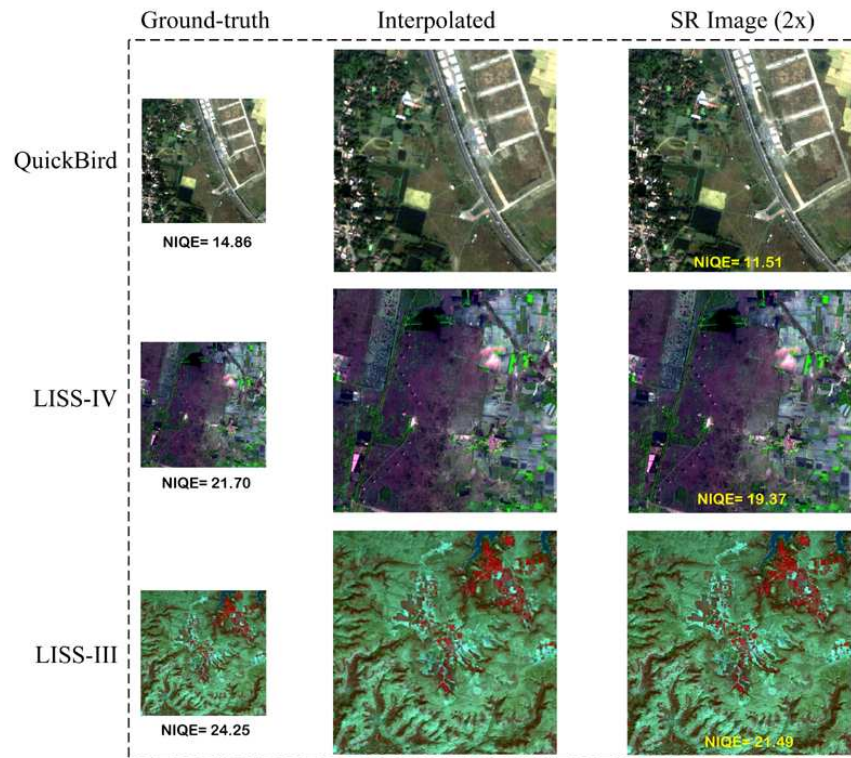 Ground-truth Interpolated SR Image (2x)
QuickBird
NIQE= 14.86
NIQE= 11.51
LISS-IV
NIQE= 21.70
NIQE= 19.37
LISS-III
NIQE= 24.25
NIQE= 21.49